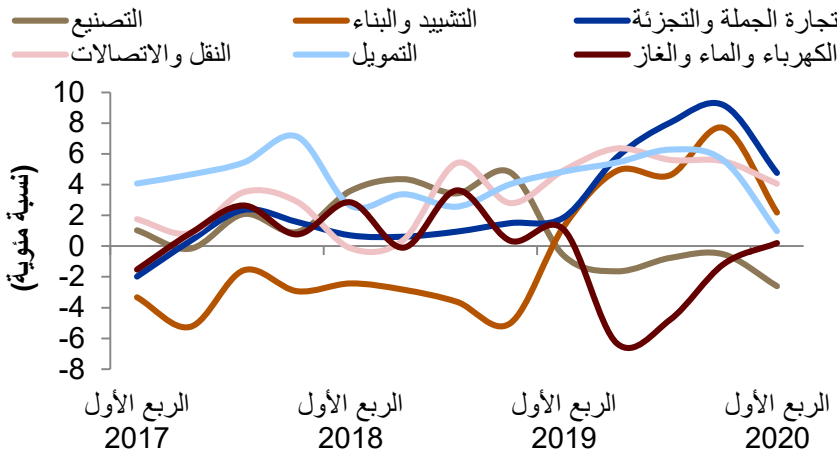 تجارة الجملة والتجزئة التشييد والبناء التصنيع
الكهرباء والماء والغاز التمويل النقل والاتصالات
(نسبة مئوية)
10
8
6
4
2
0
-2
-4
-6
-8
الربع الأول الربع الأول الربع الأول الربع الأول
2017 2018 2019 2020